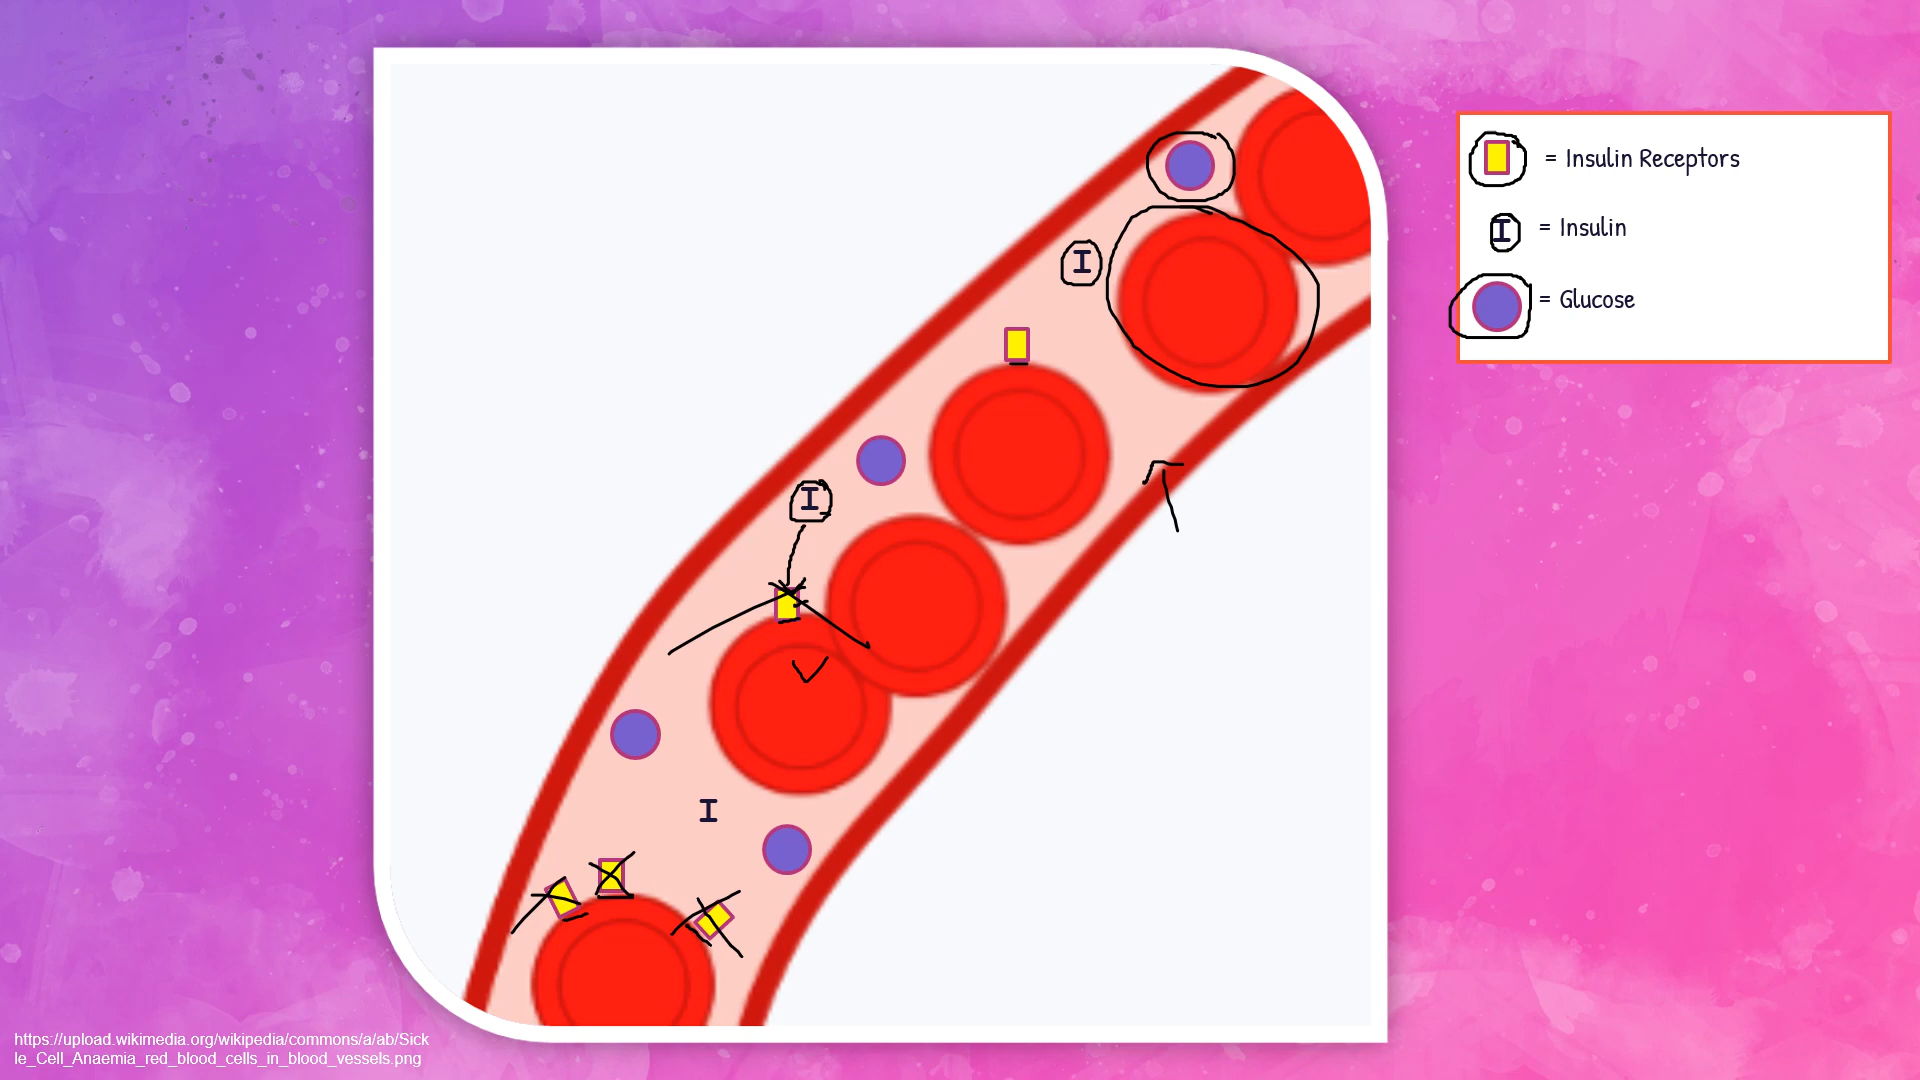 I
I
I
= Insulin Receptors
I = Insulin
= Glucose
https://upload.wikimedia.org/wikipedia/commons/a/ab/Sick
le_Cell_Anaemia_red_blood_cells_in_blood_vessels.png